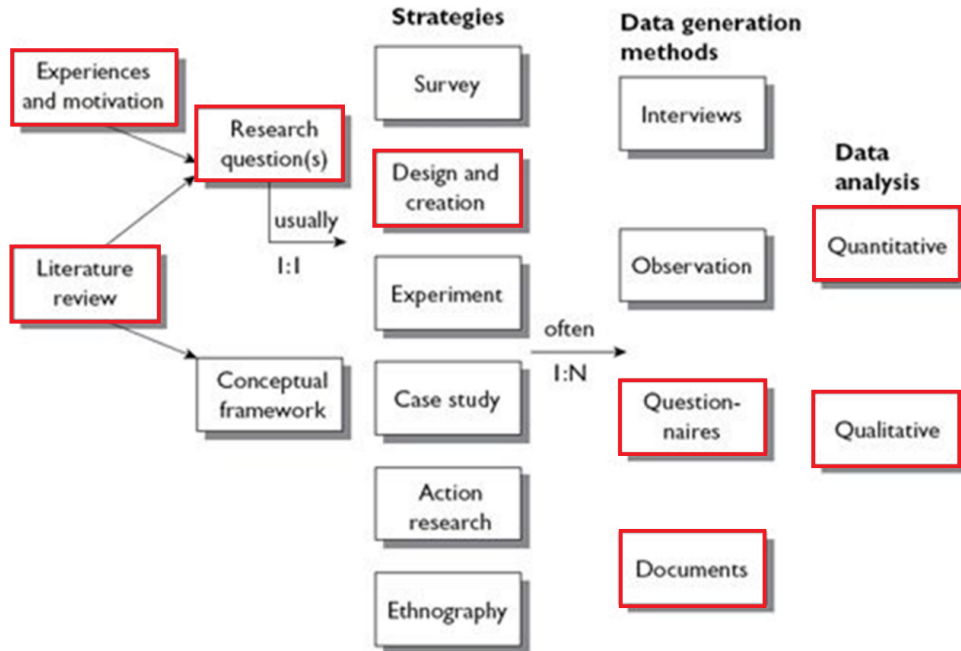 Experiences
and motivation
Literature
review
Research
question(s)
usually
1:1
Conceptual
framework
Strategies
Survey
Design and
creation
Experiment
Case study
Action
research
Ethnography
often
1:N
Data generation
methods
Interviews
Observation
Question-
naires
Documents
Data
analysis
Quantitative
Qualitative